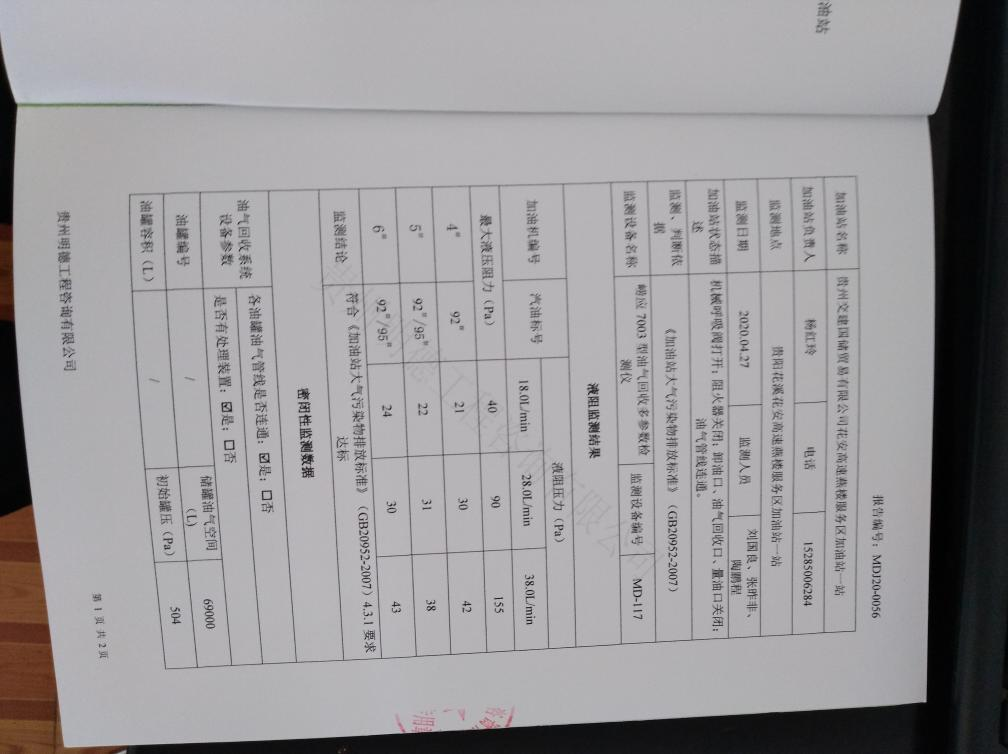 油站
报告编号：MDJ20-0056
加油站名称 贵州交建国储贸易有限公司花安高速燕楼服务区加油站一站
加油站负责人 杨红玲 电话 15285006284
监测地点 贵阳花溪花安高速燕楼服务区加油站一站
监测日期 2020.04.27 监测人员 刘国良、张昨非、
陶鹏程
加油站状态描 机械呼吸阀打开；阻火器关闭；卸油口、油气回收口、量油口关闭；
述 油气管线连通。
监测、判断依 《加油站大气污染物排放标准》（GB20952-2007）
据
监测设备名称 崂应 7003 型油气回收多参数检 监测设备编号 MD-117
测仪
液阻监测结果
加油机编号 汽油标号 液阻压力（Pa）
18.0L/min 28.0L/min 38.0L/min
最大液压阻力（Pa） 40 90 155
4# 92# 21 30 42
5# 92#/95# 22 31 38
6# 92#/95# 24 30 43
监测结论 符合《加油站大气污染物排放标准》（GB20952-2007）4.3.1 要求
达标
密闭性监测数据
油气回收系统 各油罐油气管线是否连通：☑是；☐否
设备参数 是否有处理装置：☑是；☐否
油罐编号 / 储罐油气空间 69000
（L）
油罐容积（L） / 初始罐压（Pa） 504
第 1 页 共 2 页
贵州明德工程咨询有限公司